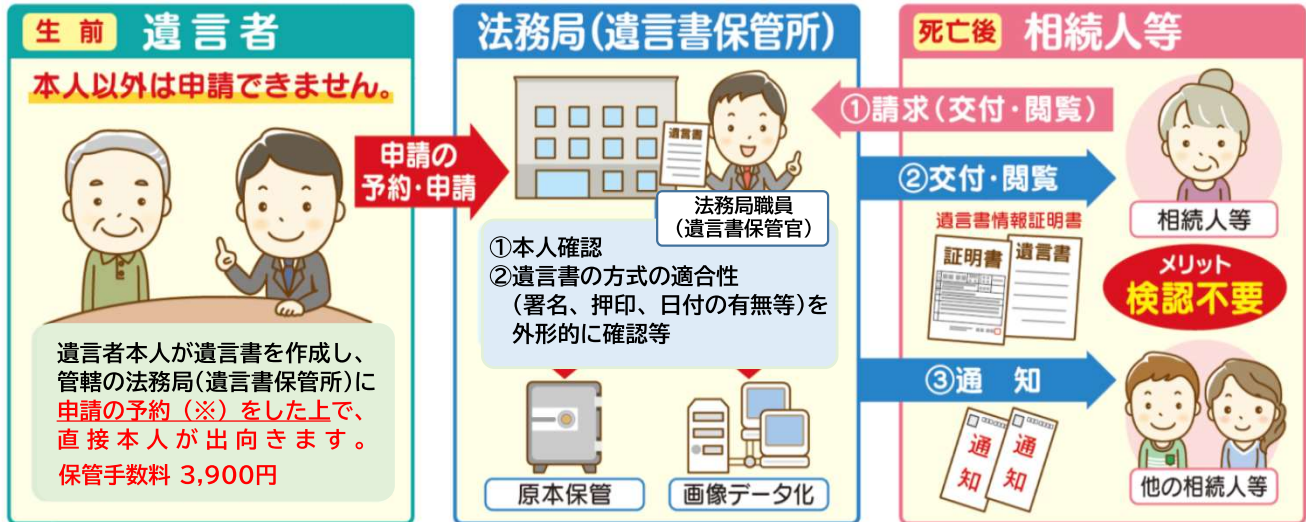 生前 遺言者
本人以外は申請できません。
申請の
予約・申請
遺言者本人が遺言書を作成し、
管轄の法務局(遺言書保管所)に
申請の予約（※）をした上で、
直接本人が出向きます。
保管手数料 3,900円
法務局(遺言書保管所)
遺言書
法務局職員
（遺言書保管官）
①本人確認
②遺言書の方式の適合性
（署名、押印、日付の有無等）を
外形的に確認等
原本保管
画像データ化
死亡後 相続人等
①請求(交付・閲覧)
②交付・閲覧
相続人等
遺言書情報証明書
証明書
遺言書
メリット
検認不要
③通 知
通知
通知
他の相続人等